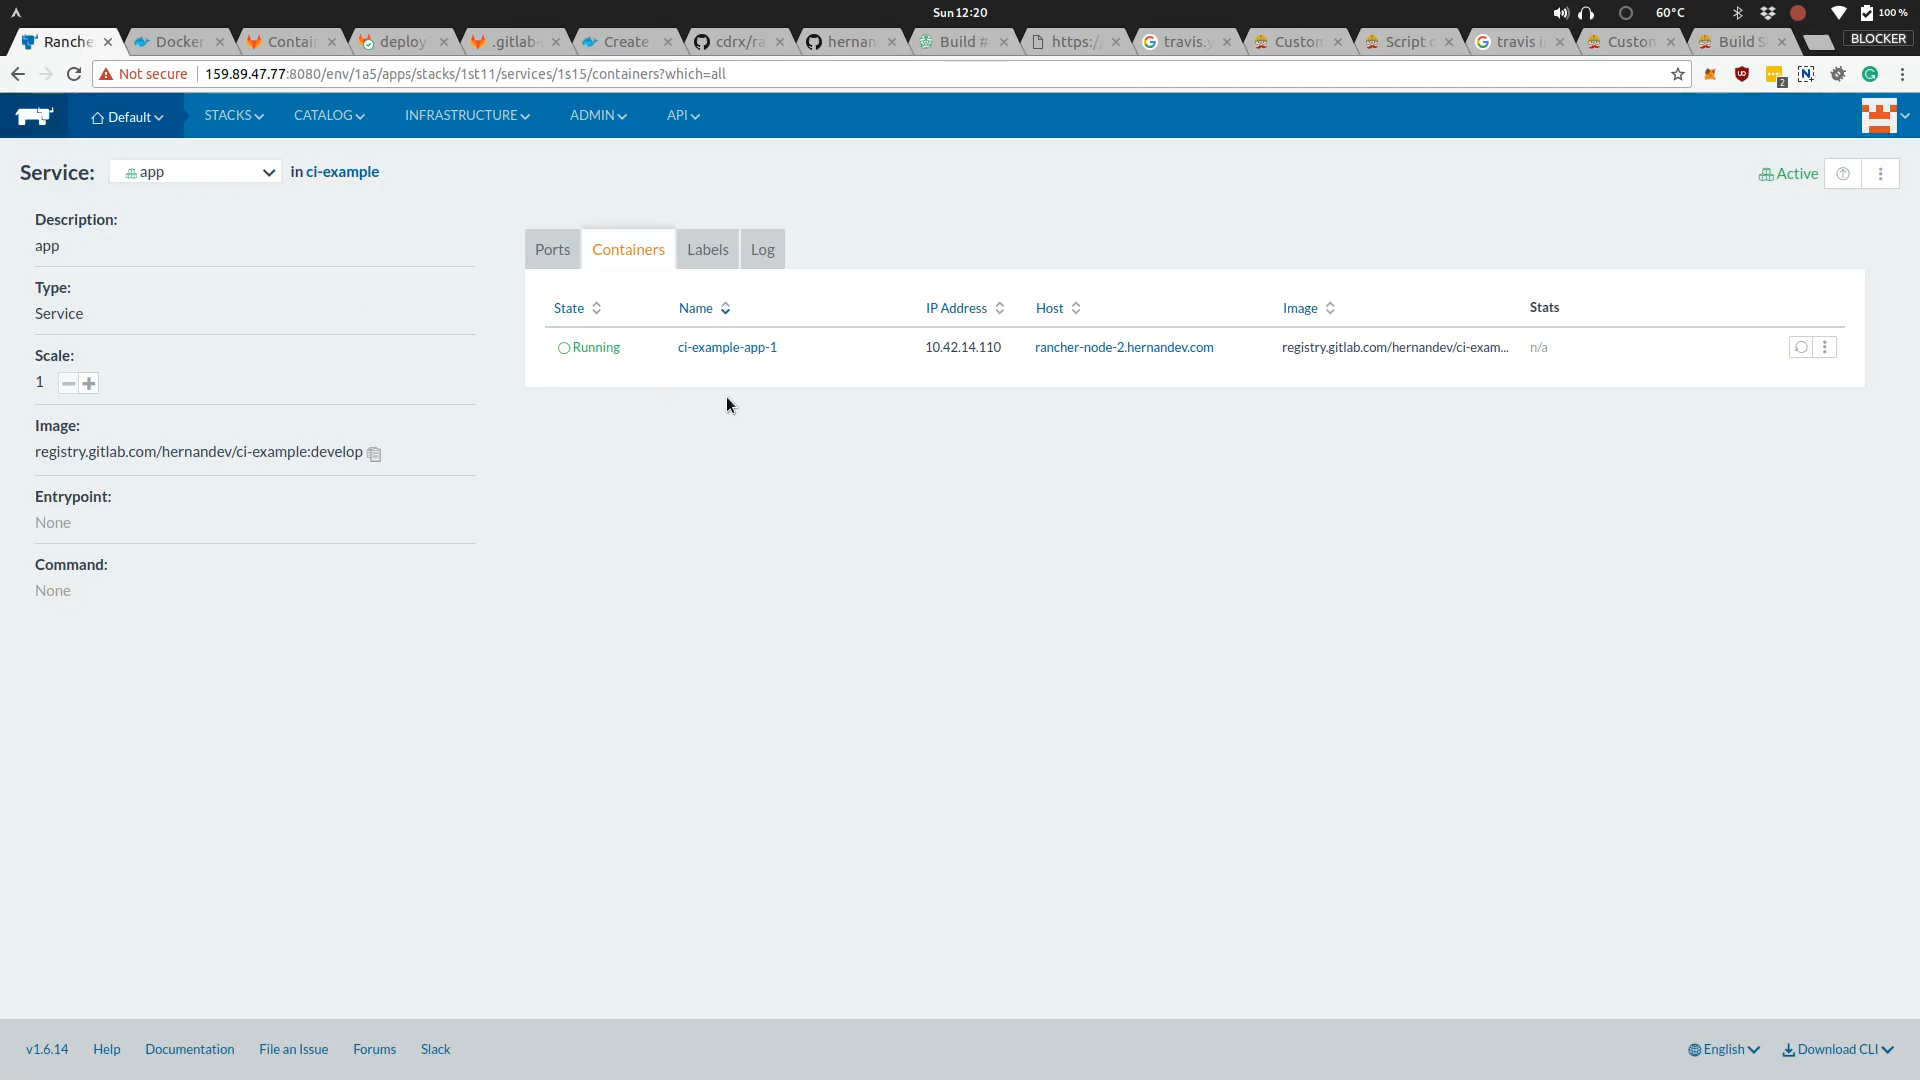 Sun 12:20
60°C
100 %
Ranche
Docker
Contain
deploy
.gitlab-
Create
cdrx/ra
hernan
Build #
https:/
travis.y
Custon
Script c
travis i
Custon
Build S
BLOCKER
Not secure
159.89.47.77:8080/env/1a5/apps/stacks/1st11/services/1s15/containers?which=all
2
Default
STACKS
CATALOG
INFRASTRUCTURE
ADMIN
API
Service:
app
in ci-example
Active
Description:
app
Type:
Service
Scale:
1
Image:
registry.gitlab.com/hernandev/ci-example:develop
Entrypoint:
None
Command:
None
Ports
Containers
Labels
Log
State
Name
IP Address
Host
Image
Stats
Running
ci-example-app-1
10.42.14.110
rancher-node-2.hernandev.com
registry.gitlab.com/hernandev/ci-exam...
n/a
v1.6.14
Help
Documentation
File an Issue
Forums
Slack
English
Download CLI